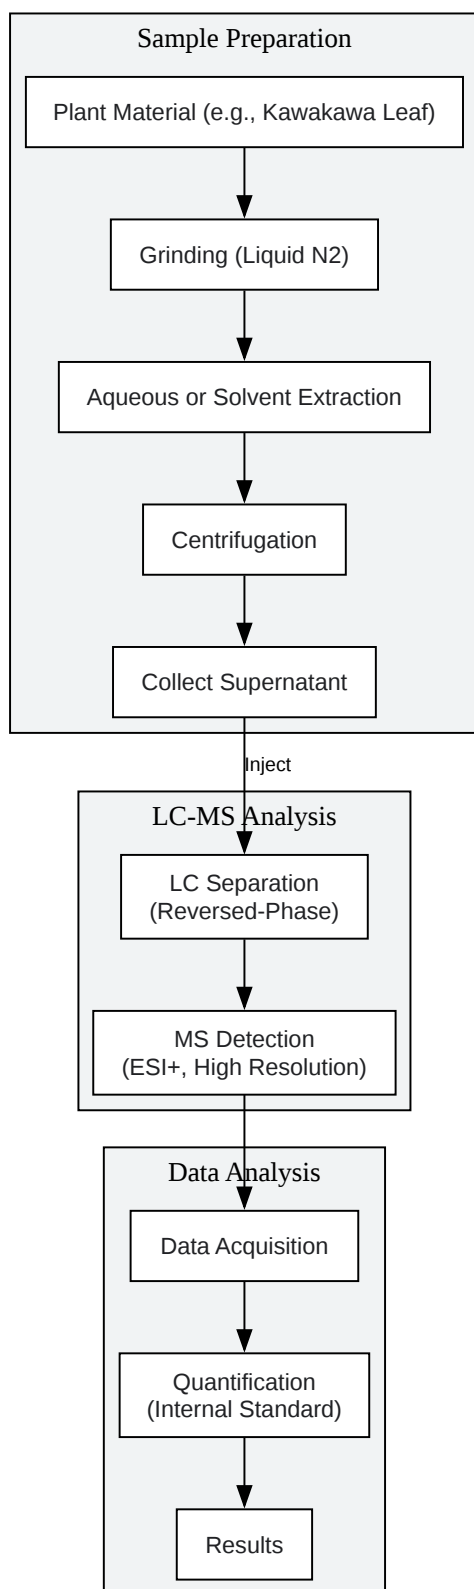 Sample Preparation
Plant Material (e.g., Kawakawa Leaf)
Grinding (Liquid N2)
Aqueous or Solvent Extraction
Centrifugation
Collect Supernatant
Inject
LC-MS Analysis
LC Separation
(Reversed-Phase)
MS Detection
(ESI+, High Resolution)
Data Analysis
Data Acquisition
Quantification
(Internal Standard)
Results